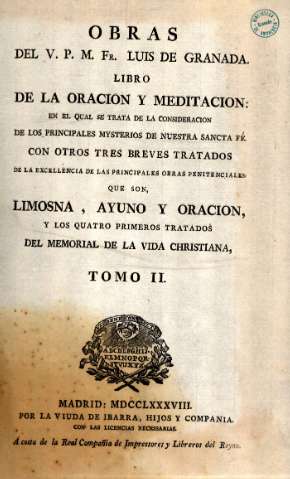 OBRAS
DEL V. P. M. FR. LUIS DE GRANADA.
LIBRO
DE LA ORACION Y MEDITACION:
EN EL QUAL SE TRATA DE LA CONSIDERACION
DE LOS PRINCIPALES MYSTERIOS DE NUESTRA SANCTA FÉ.
CON OTROS TRES BREVES TRATADOS
DE LA EXCELLENCIA DE LAS PRINCIPALES OBRAS PENITENCIALES:
QUE SON,
LIMOSNA, AYUNO Y ORACION,
Y LOS QUATRO PRIMEROS TRATADOS
DEL MEMORIAL DE LA VIDA CHRISTIANA,
TOMO II.
MADRID: MDCCLXXXVIII.
POR LA VIUDA DE IBARRA, HIJOS Y COMPAÑIA.
CON LAS LICENCIAS NECESARIAS.
A costa de la Real Compañia de Impresores y Libreros del Reyno.